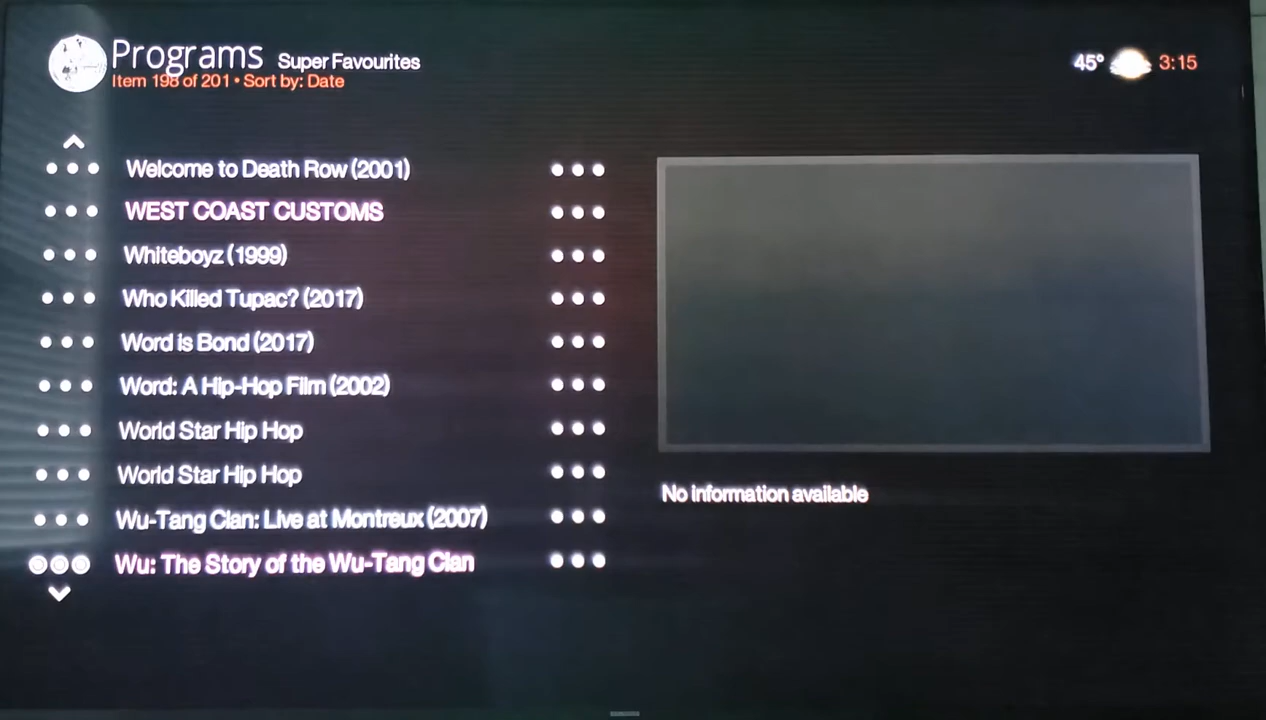 Programs Super Favourites
Item 198 of 201 • Sort by: Date
45° 3:15
Welcome to Death Row (2001)
WEST COAST CUSTOMS
Whiteboyz (1999)
Who Killed Tupac? (2017)
Word is Bond (2017)
Word: A Hip-Hop Film (2002)
World Star Hip Hop
World Star Hip Hop
Wu-Tang Clan: Live at Montreux (2007)
Wu: The Story of the Wu-Tang Clan
No information available